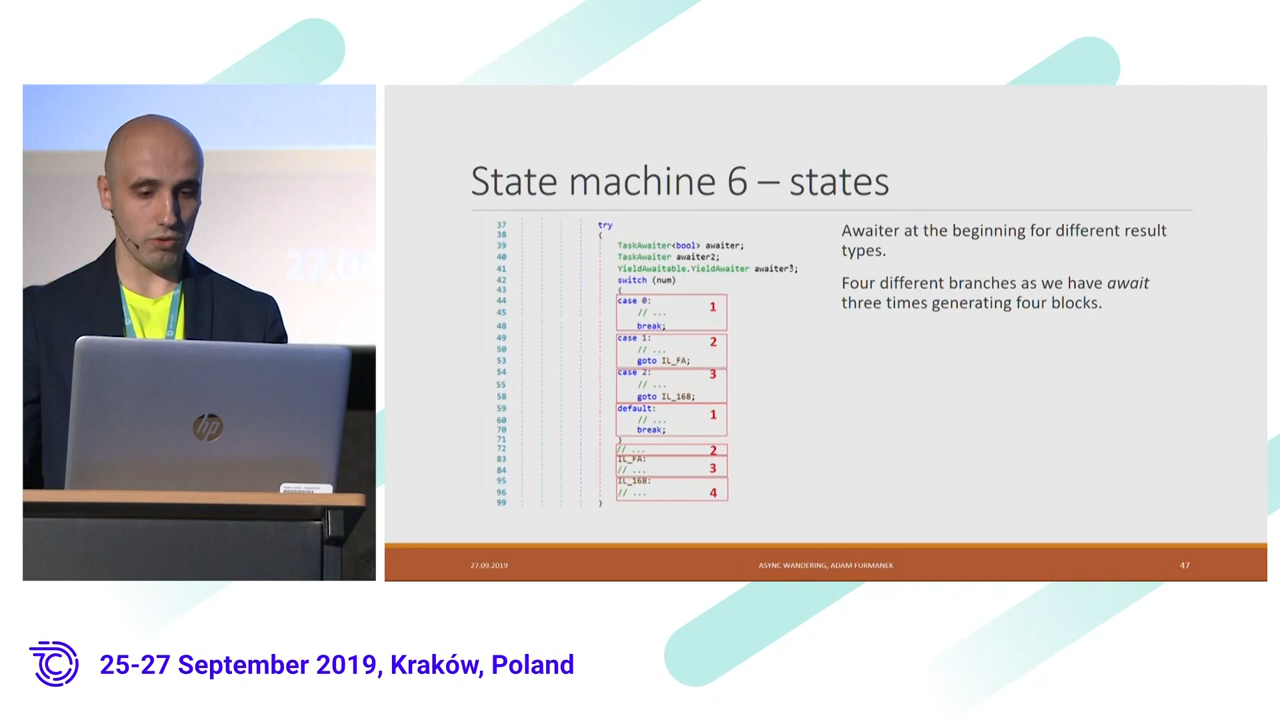 State machine 6 – states
37 try
38 {
39 TaskAwaiter<bool> awaiter;
40 TaskAwaiter awaiter2;
41 YieldAwaitable.YieldAwaiter awaiter3;
42 switch (num)
43 {
44 case 0: 1
45 // ...
48 break;
49 case 1: 2
50 // ...
53 goto IL_FA;
54 case 2: 3
55 // ...
58 goto IL_168;
59 default: 1
60 // ...
70 break;
71 }
72 // ... 2
83 IL_FA:
84 // ... 3
95 IL_168:
96 // ... 4
99 }
Awaiter at the beginning for different result
types.
Four different branches as we have await
three times generating four blocks.
27.09.2019
ASYNC WANDERING, ADAM FURMANEK
47
27.0
hp
25-27 September 2019, Kraków, Poland